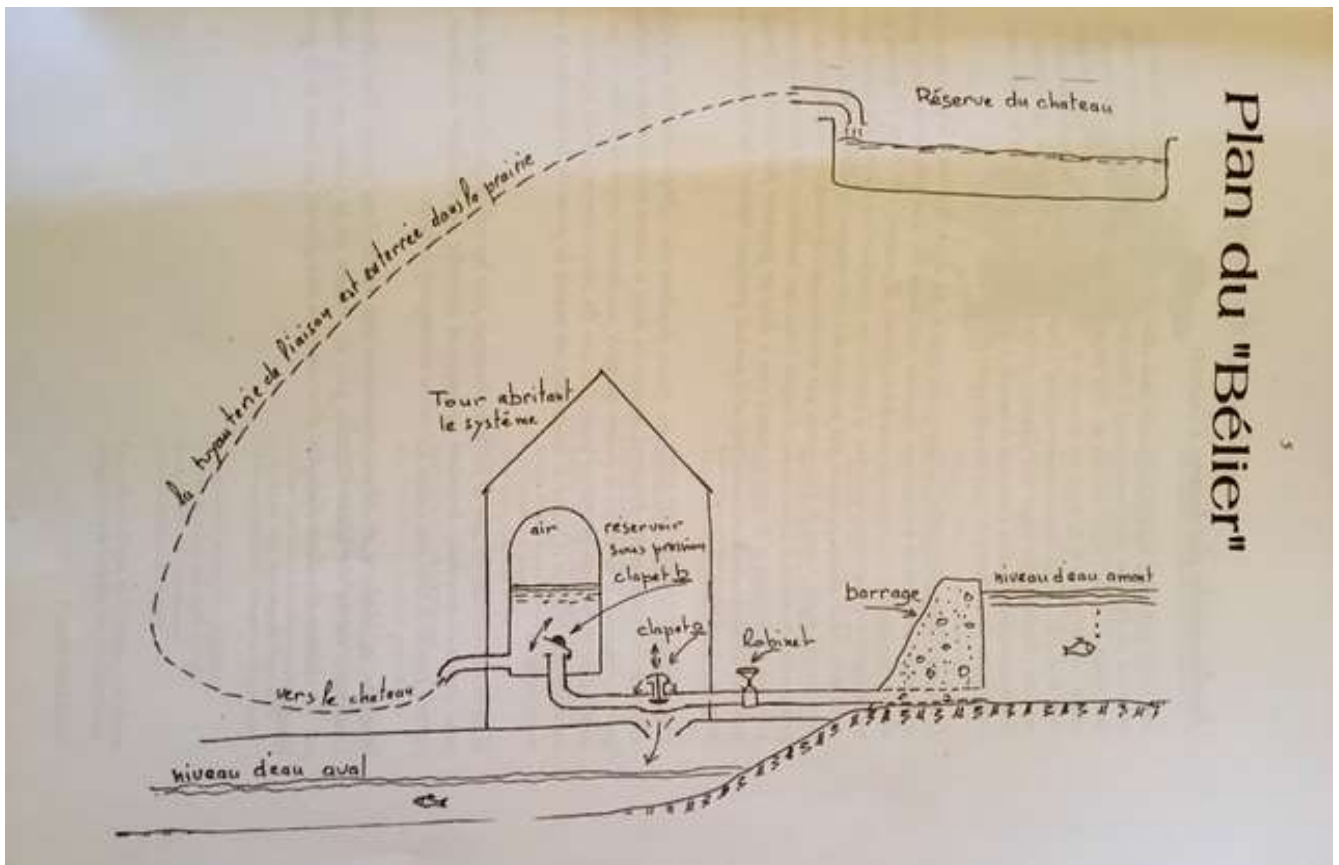 Plan du "Bélier"
Réserve du chateau
la tuyauterie de liaison est enterrée dans la prairie
Tour abritant
le système
air
réservoir
sous pression
clapet b
clapet a
Robinet
barrage
niveau d'eau amont
vers le chateau
niveau d'eau aval